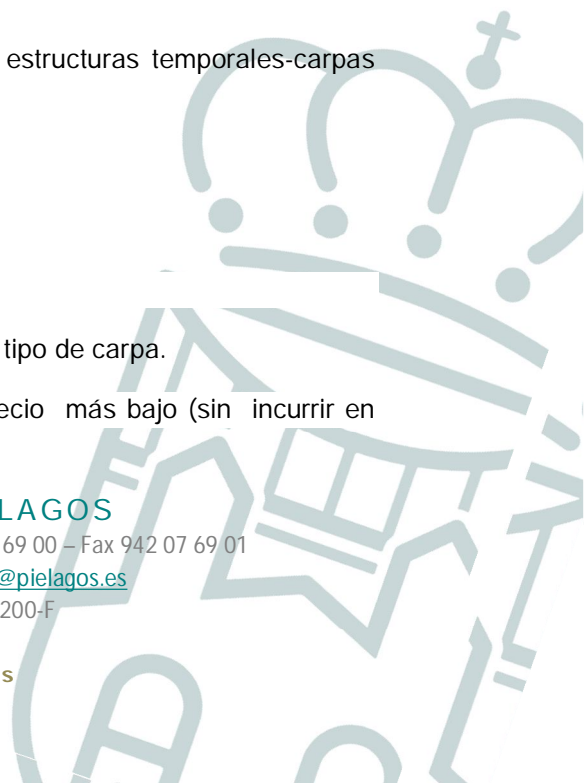 estructuras temporales-carpas
tipo de carpa.
ecio más bajo (sin incurrir en
LAGOS
69 00 – Fax 942 07 69 01
@pielagos.es
200-F
s